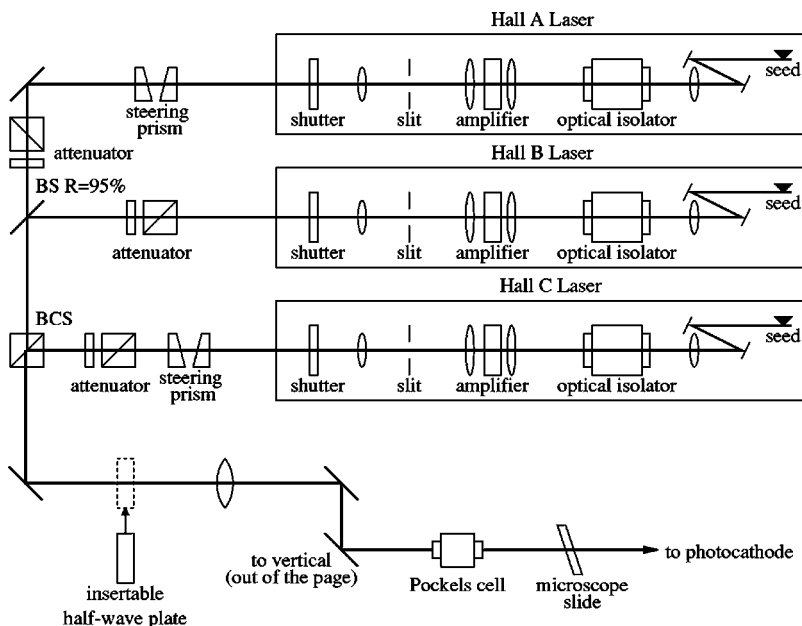 Hall A Laser
seed
steering
prism
shutter
slit
amplifier
optical isolator
attenuator
BS R=95%
Hall B Laser
seed
attenuator
shutter
slit
amplifier
optical isolator
Hall C Laser
BCS
seed
attenuator
steering
prism
shutter
slit
amplifier
optical isolator
to vertical
(out of the page)
to photocathode
Pockels cell
microscope
slide
insertable
half-wave plate